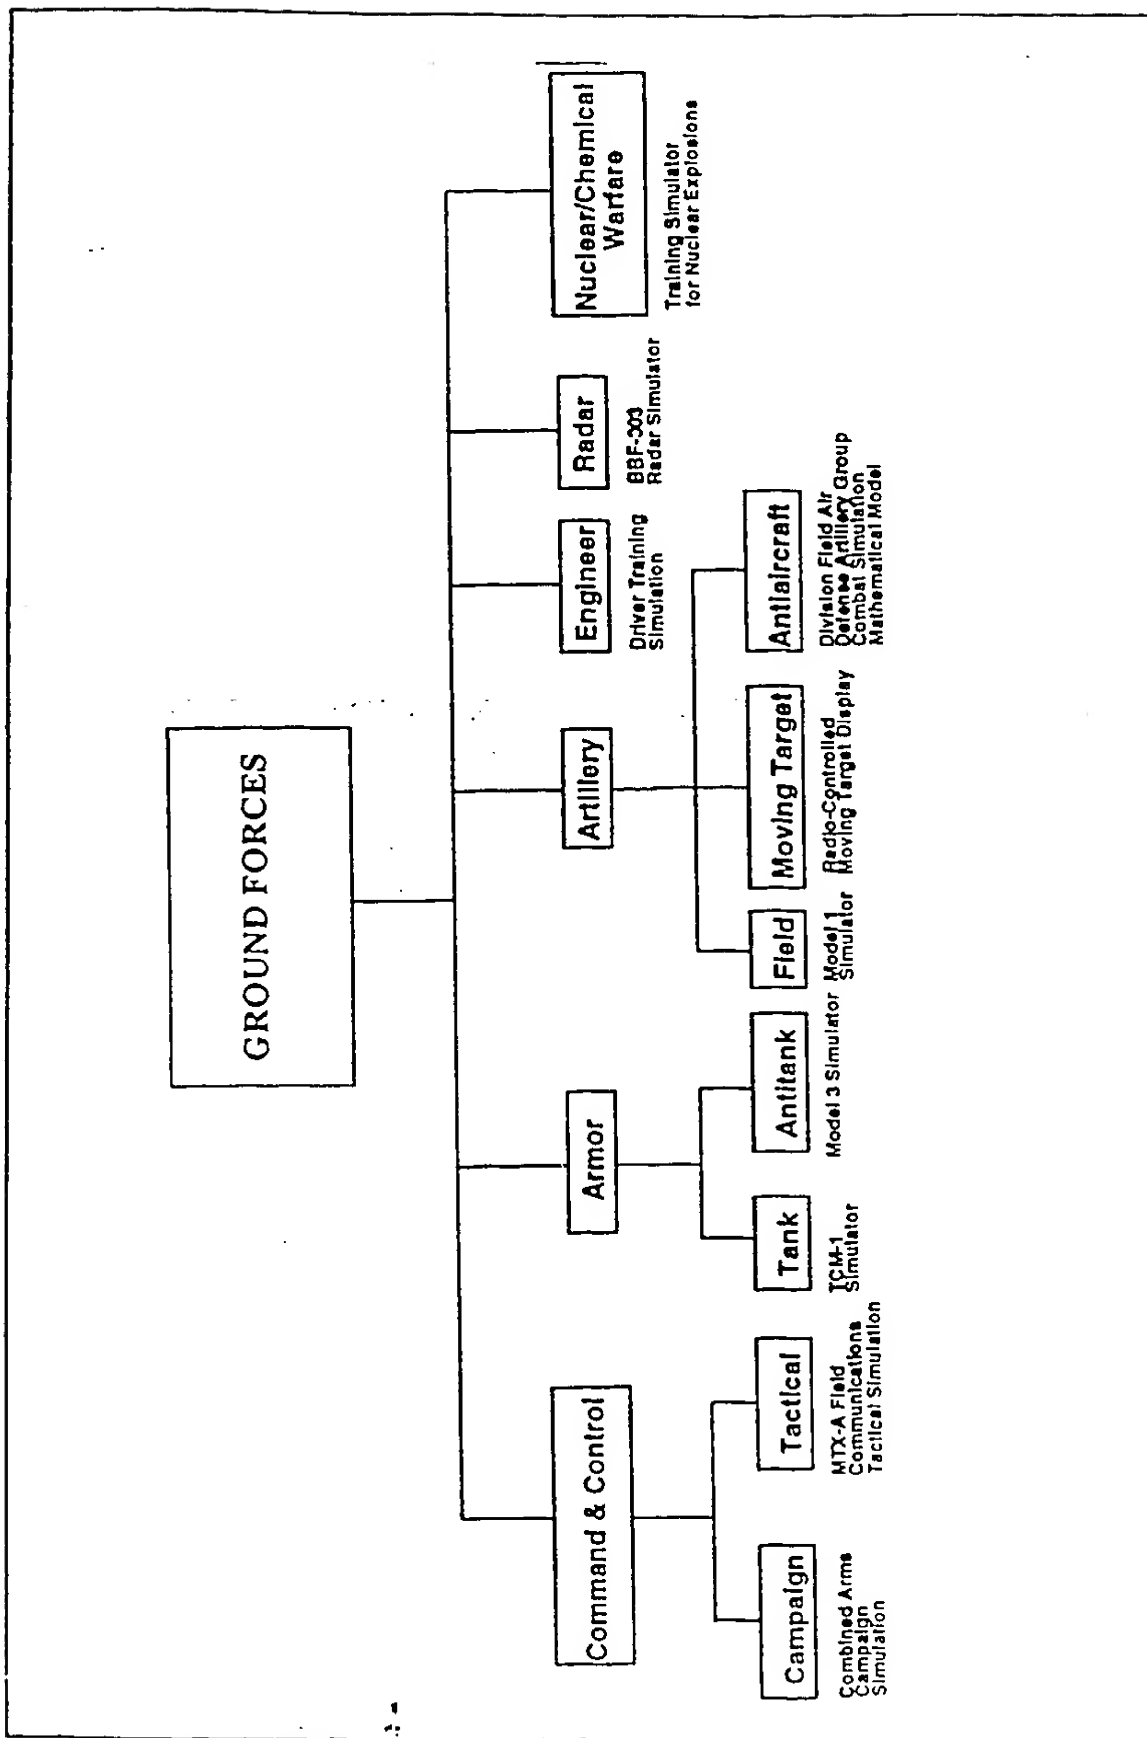 GROUND FORCES
Command & Control
Armor
Artillery
Engineer
Driver Training
Simulation
Radar
BBF-003
Radar Simulator
Nuclear/Chemical
Warfare
Training Simulator
for Nuclear Explosions
Campaign
Combined Arms
Campaign
Simulation
Tactical
MTX-A Field
Communications
Tactical Simulation
Tank
TCM-1
Simulator
Antitank
Model 3 Simulator
Field
Model 1
Simulator
Moving Target
Radio-Controlled
Moving Target Display
Antiaircraft
Division Field Air
Defense Artillery Group
Combat Simulation
Mathematical Model